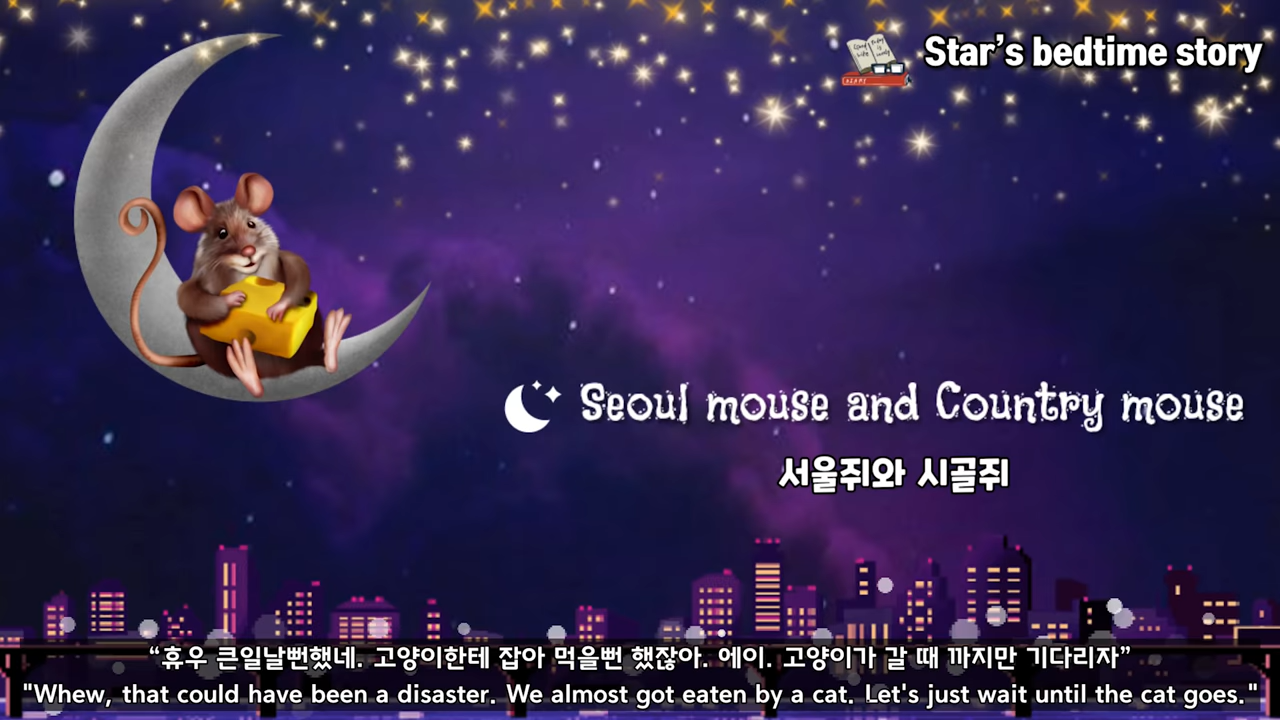 Star's bedtime story
Seoul mouse and Country mouse
서울쥐와 시골쥐
“휴우 큰일날뻔했네. 고양이한테 잡아 먹을뻔 했잖아. 에이. 고양이가 갈 때 까지만 기다리자”
"Whew, that could have been a disaster. We almost got eaten by a cat. Let's just wait until the cat goes."